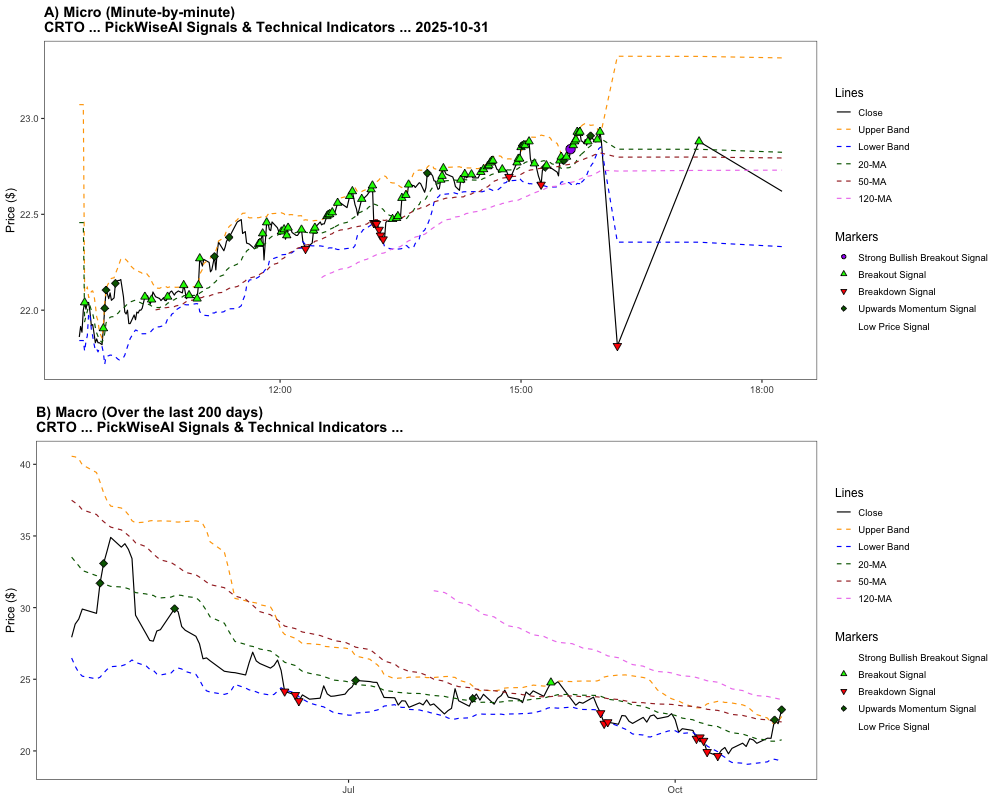 A) Micro (Minute-by-minute)
CRTO ... PickWiseAI Signals & Technical Indicators ... 2025-10-31
Price ($)
23.0
22.5
22.0
12:00
15:00
18:00
Lines
Close
Upper Band
Lower Band
20-MA
50-MA
120-MA
Markers
Strong Bullish Breakout Signal
Breakout Signal
Breakdown Signal
Upwards Momentum Signal
Low Price Signal
B) Macro (Over the last 200 days)
CRTO ... PickWiseAI Signals & Technical Indicators ...
Price ($)
40
35
30
25
20
Jul
Oct
Lines
Close
Upper Band
Lower Band
20-MA
50-MA
120-MA
Markers
Strong Bullish Breakout Signal
Breakout Signal
Breakdown Signal
Upwards Momentum Signal
Low Price Signal